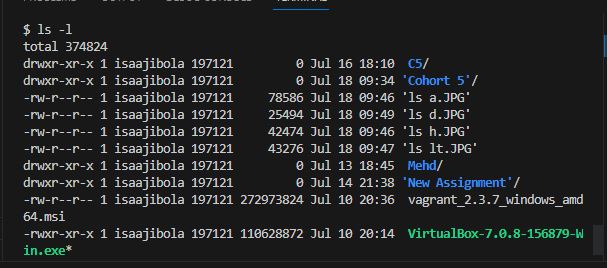 $ ls -l
total 374824
drwxr-xr-x 1 isaajibola 197121         0 Jul 16 18:10  C5/
drwxr-xr-x 1 isaajibola 197121         0 Jul 18 09:34 'Cohort 5'/
-rw-r--r-- 1 isaajibola 197121     78586 Jul 18 09:46 'ls a.JPG'
-rw-r--r-- 1 isaajibola 197121     25494 Jul 18 09:49 'ls d.JPG'
-rw-r--r-- 1 isaajibola 197121     42474 Jul 18 09:46 'ls h.JPG'
-rw-r--r-- 1 isaajibola 197121     43276 Jul 18 09:47 'ls lt.JPG'
drwxr-xr-x 1 isaajibola 197121         0 Jul 13 18:45  Mehd/
drwxr-xr-x 1 isaajibola 197121         0 Jul 14 21:38 'New Assignment'/
-rw-r--r-- 1 isaajibola 197121 272973824 Jul 10 20:36  vagrant_2.3.7_windows_amd
64.msi
-rwxr-xr-x 1 isaajibola 197121 110628872 Jul 10 20:14  VirtualBox-7.0.8-156879-W
in.exe*